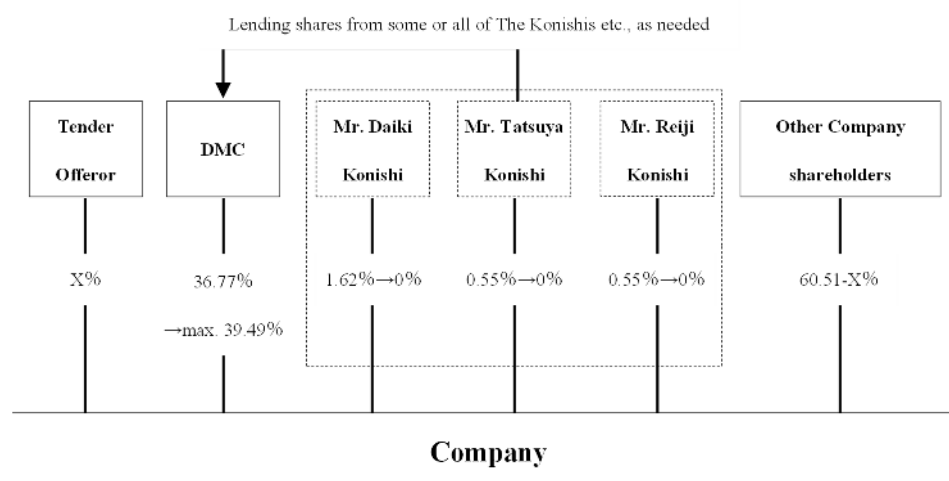 Lending shares from some or all of The Konishis etc., as needed
Tender
Offeror
DMC
Mr. Daiki
Konishi
Mr. Tatsuya
Konishi
Mr. Reiji
Konishi
Other Company
shareholders
X%
36.77%
→max. 39.49%
1.62%→0%
0.55%→0%
0.55%→0%
60.51-X%
Company